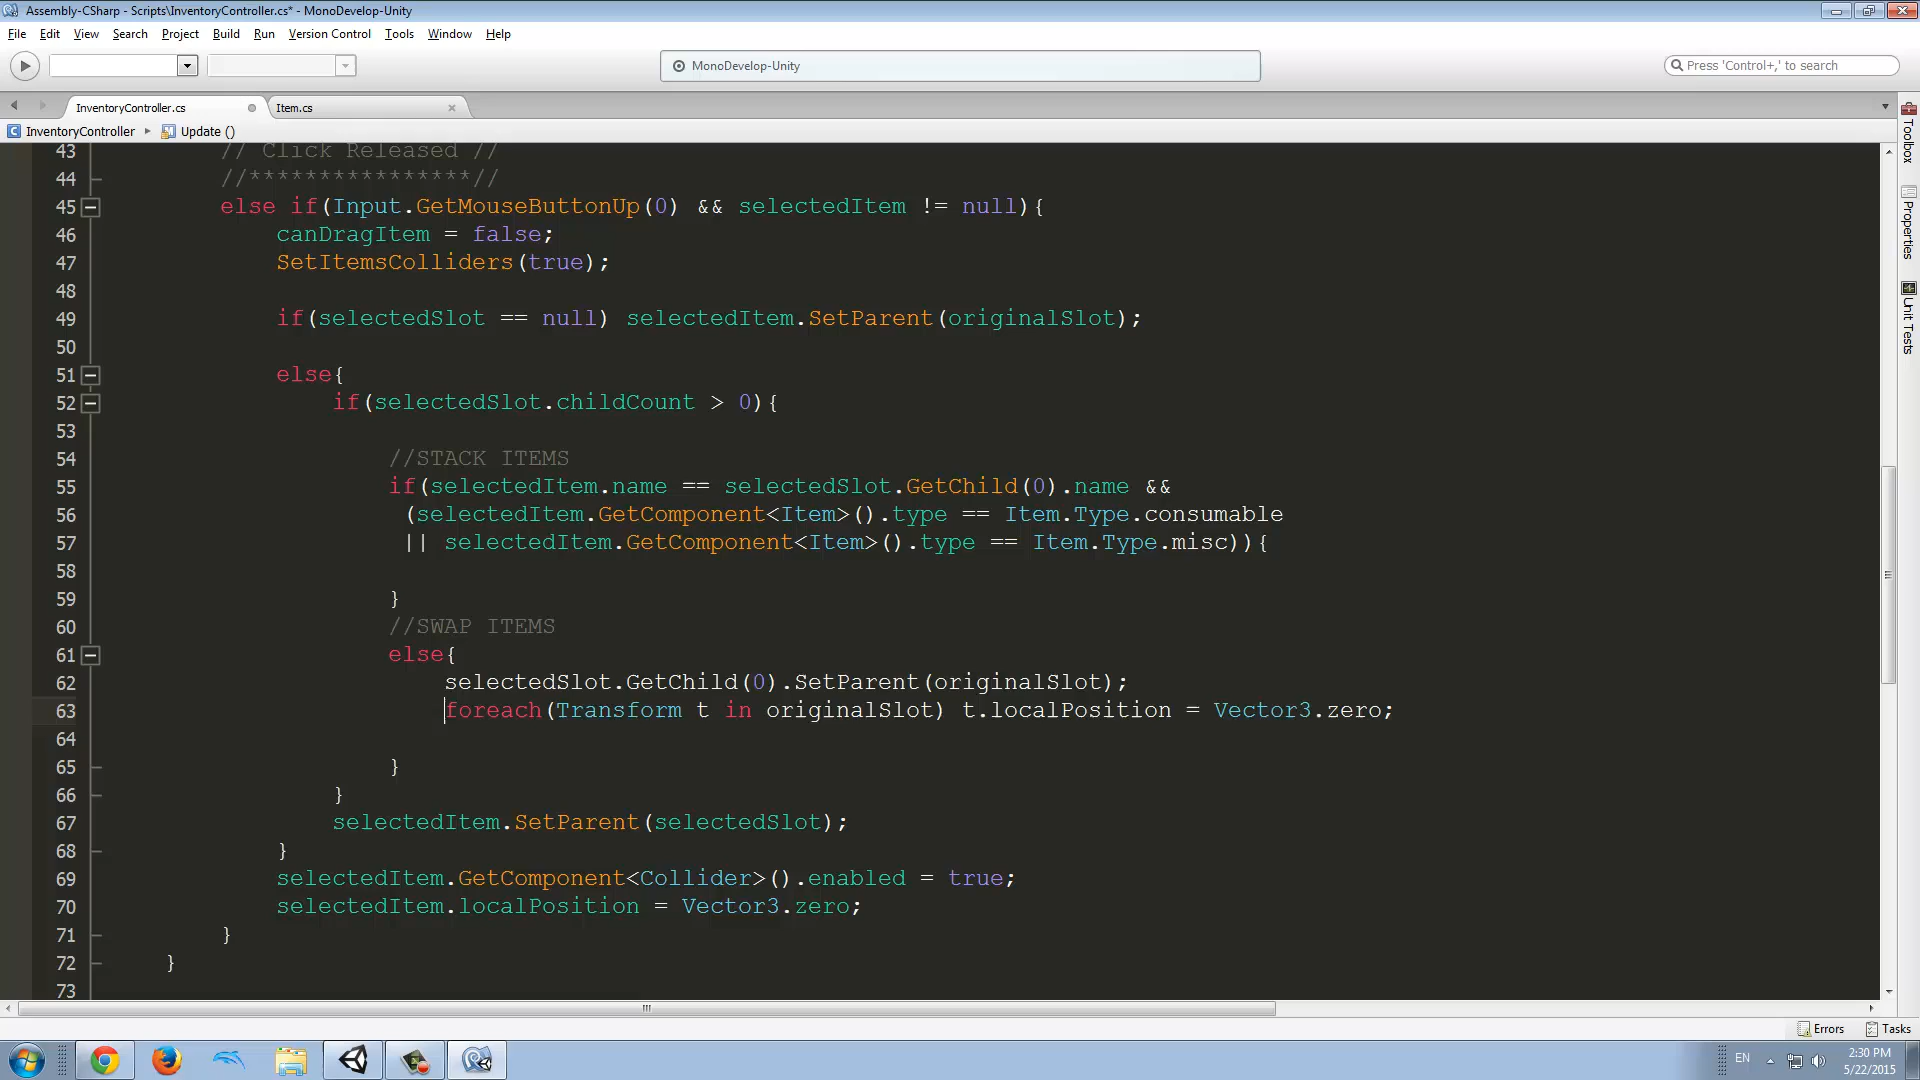 Assembly-CSharp - Scripts\InventoryController.cs* - MonoDevelop-Unity
File Edit View Search Project Build Run Version Control Tools Window Help
MonoDevelop-Unity
Press 'Control+,' to search
InventoryController.cs
Item.cs
InventoryController
Update ()
43 // Click Released //
44 //****************//
45 else if(Input.GetMouseButtonUp(0) && selectedItem != null){
46 canDragItem = false;
47 SetItemsColliders(true);
48
49 if(selectedSlot == null) selectedItem.SetParent(originalSlot);
50
51 else{
52 if(selectedSlot.childCount > 0){
53
54 //STACK ITEMS
55 if(selectedItem.name == selectedSlot.GetChild(0).name &&
56 (selectedItem.GetComponent<Item>().type == Item.Type.consumable
57 || selectedItem.GetComponent<Item>().type == Item.Type.misc)){
58
59 }
60 //SWAP ITEMS
61 else{
62 selectedSlot.GetChild(0).SetParent(originalSlot);
63 foreach(Transform t in originalSlot) t.localPosition = Vector3.zero;
64
65 }
66 }
67 selectedItem.SetParent(selectedSlot);
68 }
69 selectedItem.GetComponent<Collider>().enabled = true;
70 selectedItem.localPosition = Vector3.zero;
71 }
72 }
73
Toolbox
Properties
Unit Tests
Errors
Tasks
EN
2:30 PM
5/22/2015